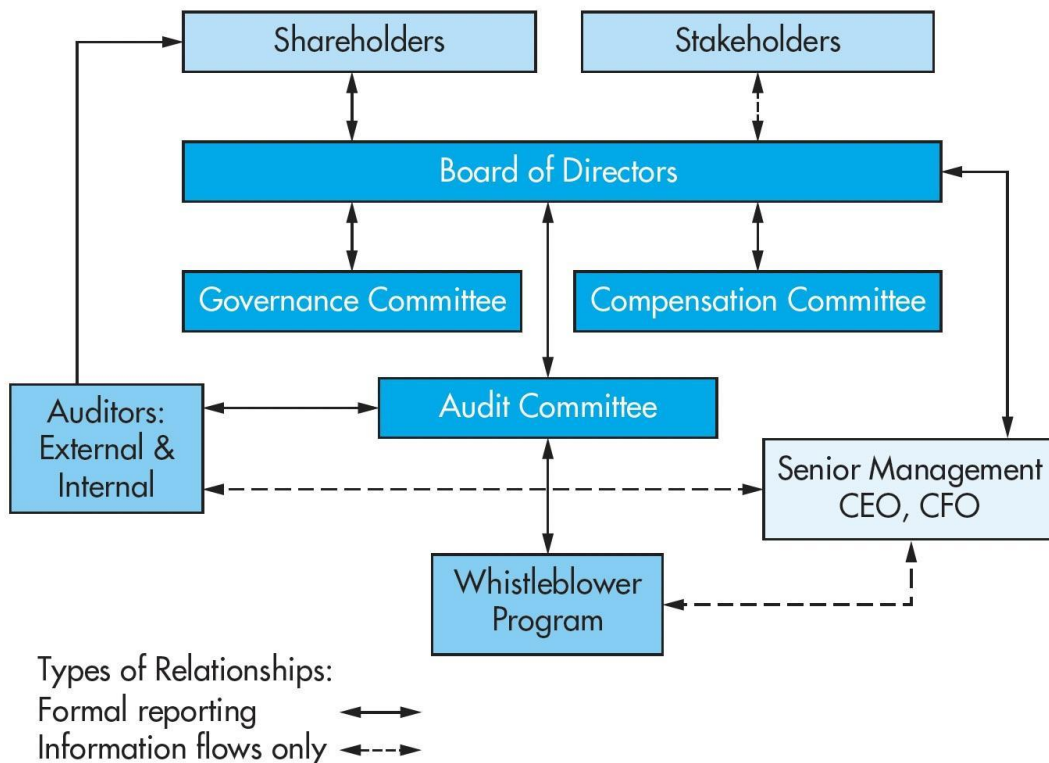 Shareholders
Stakeholders
Board of Directors
Governance Committee
Compensation Committee
Auditors:
External &
Internal
Audit Committee
Senior Management
CEO, CFO
Whistleblower
Program
Types of Relationships:
Formal reporting
Information flows only